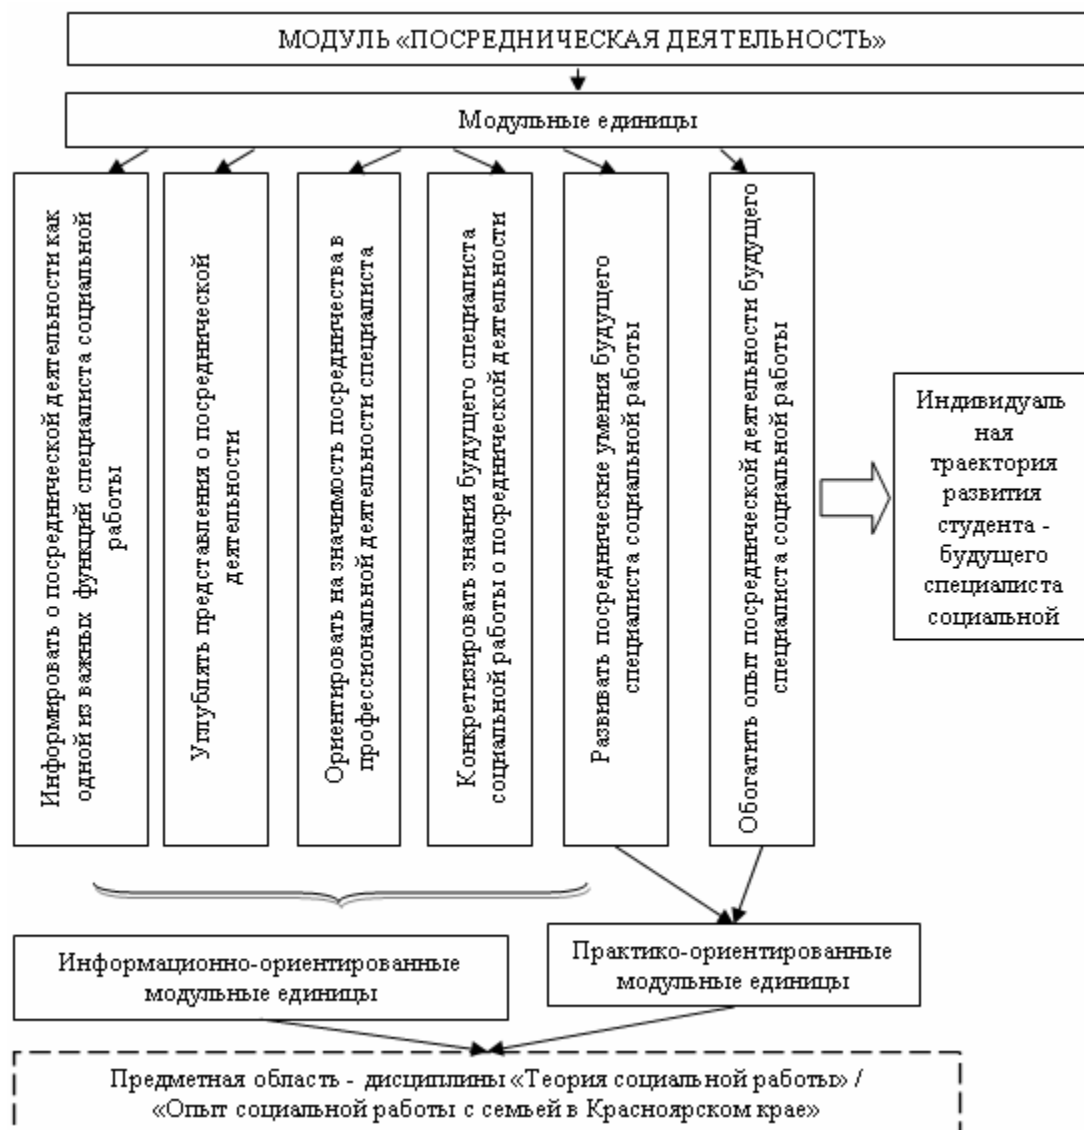 МОДУЛЬ «ПОСРЕДНИЧЕСКАЯ ДЕЯТЕЛЬНОСТЬ»
Модульные единицы
Информировать о посреднической деятельности как
одной из важных функций специалиста социальной
работы
Углублять представления о посреднической
деятельности
Ориентировать на значимость посредничества в
профессиональной деятельности специалиста
Конкретизировать знания будущего специалиста
социальной работы о посреднической деятельности
Развивать посреднические умения будущего
специалиста социальной работы
Обогатить опыт посреднической деятельности будущего
специалиста социальной работы
Индивидуаль
ная
траектория
развития
студента -
будущего
специалиста
социальной
Информационно-ориентированные
модульные единицы
Практико-ориентированные
модульные единицы
Предметная область - дисциплины «Теория социальной работы» /
«Опыт социальной работы с семьей в Красноярском крае»